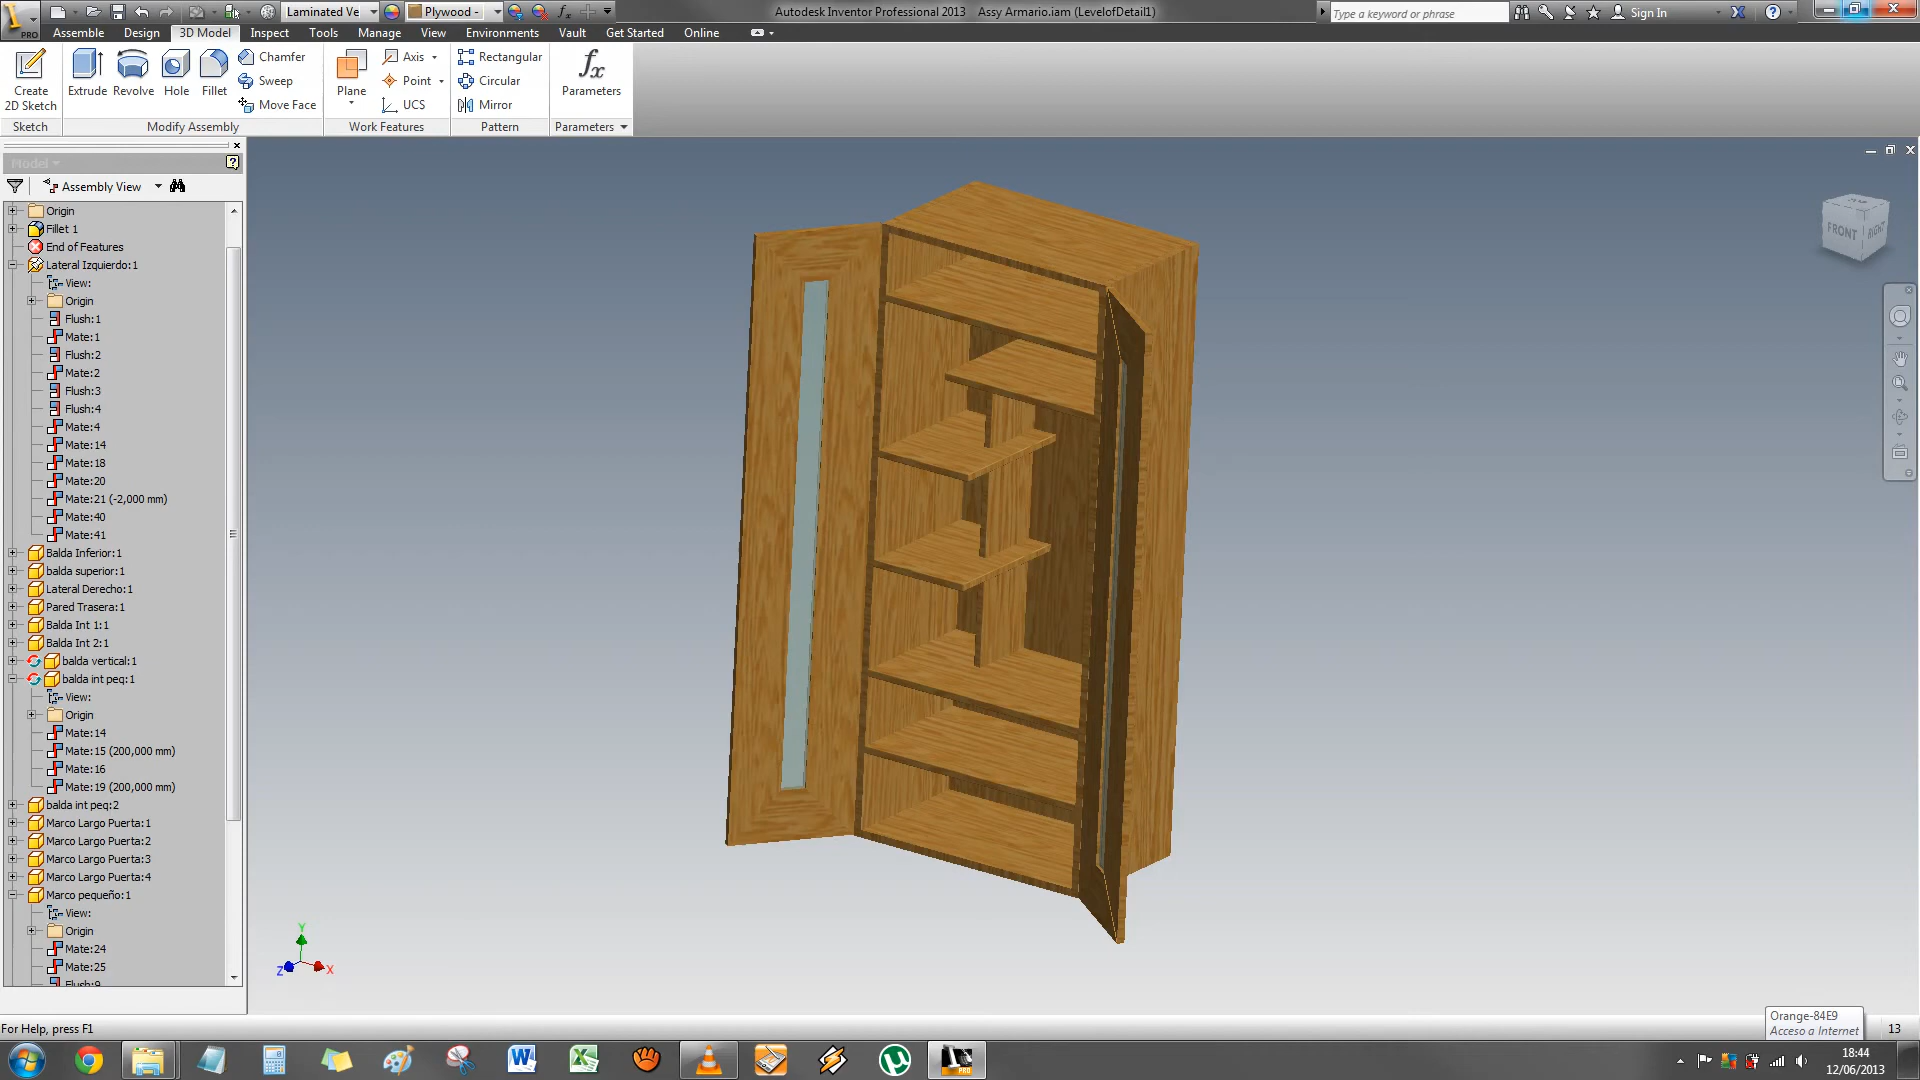 Laminated Ve
Plywood -
Autodesk Inventor Professional 2013 Assy Armario.iam (LevelofDetail1)
Type a keyword or phrase
Sign In
PRO
Assemble
Design
3D Model
Inspect
Tools
Manage
View
Environments
Vault
Get Started
Online
Create
2D Sketch
Extrude
Revolve
Hole
Fillet
Chamfer
Sweep
Move Face
Plane
Axis
Point
UCS
Rectangular
Circular
Mirror
fx
Parameters
Sketch
Modify Assembly
Work Features
Pattern
Parameters
Model
Assembly View
Origin
Fillet 1
End of Features
Lateral Izquierdo:1
View:
Origin
Flush:1
Mate:1
Flush:2
Mate:2
Flush:3
Flush:4
Mate:4
Mate:14
Mate:18
Mate:20
Mate:21 (-2,000 mm)
Mate:40
Mate:41
Balda Inferior:1
balda superior:1
Lateral Derecho:1
Pared Trasera:1
Balda Int 1:1
Balda Int 2:1
balda vertical:1
balda int peq:1
View:
Origin
Mate:14
Mate:15 (200,000 mm)
Mate:16
Mate:19 (200,000 mm)
balda int peq:2
Marco Largo Puerta:1
Marco Largo Puerta:2
Marco Largo Puerta:3
Marco Largo Puerta:4
Marco pequeño:1
View:
Origin
Mate:24
Mate:25
Flush:9
FRONT
RIGHT
Y
Z
X
For Help, press F1
Orange-84E9
Acceso a Internet
13
18:44
12/06/2013